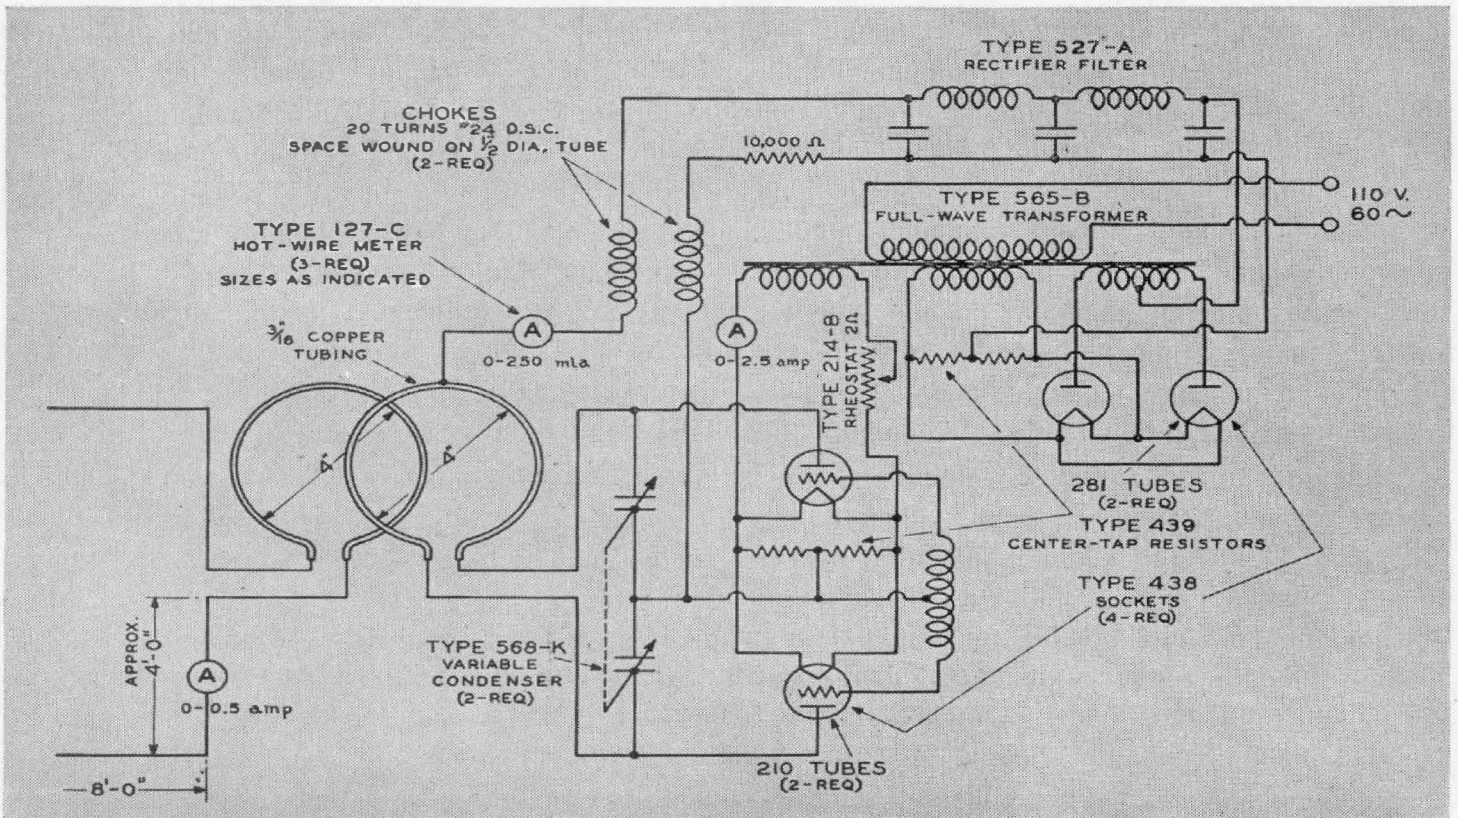 TYPE 527-A
RECTIFIER FILTER
CHOKES
20 TURNS #24 D.S.C.
SPACE WOUND ON 1/2" DIA. TUBE
(2-REQ)
10,000 Ω
TYPE 565-B
FULL-WAVE TRANSFORMER
110 V.
60~
TYPE 127-C
HOT-WIRE METER
(3-REQ)
SIZES AS INDICATED
3/16" COPPER
TUBING
A
0-250 mla
A
0-2.5 amp
TYPE 214-B
RHEOSTAT 2Ω
4"
4"
281 TUBES
(2-REQ)
TYPE 439
CENTER-TAP RESISTORS
TYPE 438
SOCKETS
(4-REQ)
APPROX.
4'-0"
A
0-0.5 amp
8'-0"
TYPE 568-K
VARIABLE
CONDENSER
(2-REQ)
210 TUBES
(2-REQ)